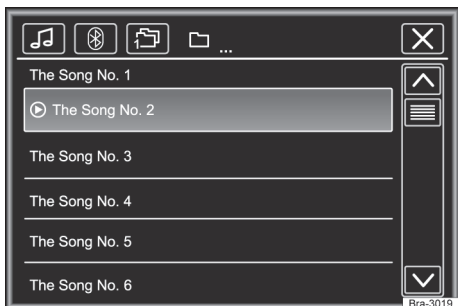 1
...
The Song No. 1
The Song No. 2
The Song No. 3
The Song No. 4
The Song No. 5
The Song No. 6
Bra-3019